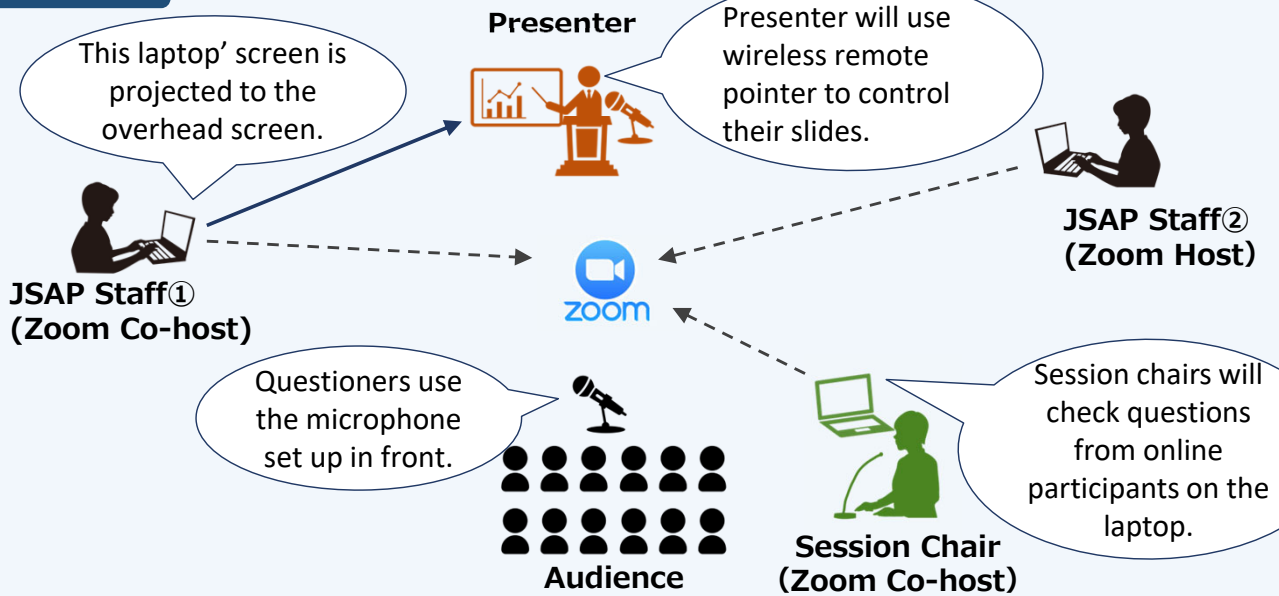 Presenter
This laptop’ screen is
projected to the
overhead screen.
Presenter will use
wireless remote
pointer to control
their slides.
JSAP Staff①
(Zoom Co-host)
JSAP Staff②
(Zoom Host)
zoom
Questioners use
the microphone
set up in front.
Session chairs will
check questions
from online
participants on the
laptop.
Audience
Session Chair
(Zoom Co-host)